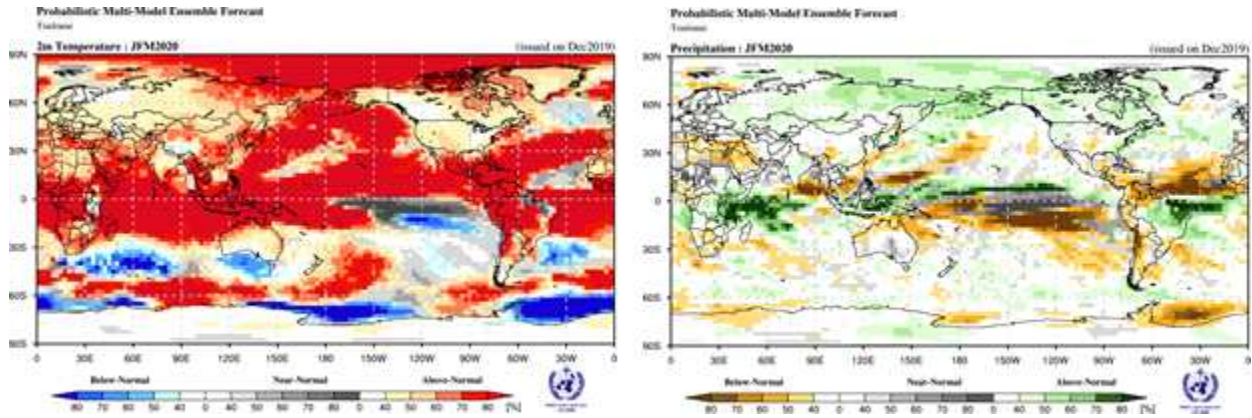 Probabilistic Multi-Model Ensemble Forecast
Toulouse
2m Temperature : JFM2020 (issued on Dec2019)
60N
30N
0
30S
60S
0 30E 60E 90E 120E 150E 180 150W 120W 90W 60W 30W 0
Below-Normal Near-Normal Above-Normal
80 70 60 50 40 0 40 50 60 70 80 0 40 50 60 70 80 [%]
Probabilistic Multi-Model Ensemble Forecast
Toulouse
Precipitation : JFM2020 (issued on Dec2019)
60N
30N
0
30S
60S
0 30E 60E 90E 120E 150E 180 150W 120W 90W 60W 30W 0
Below-Normal Near-Normal Above-Normal
80 70 60 50 40 0 40 50 60 70 80 0 40 50 60 70 80 [%]